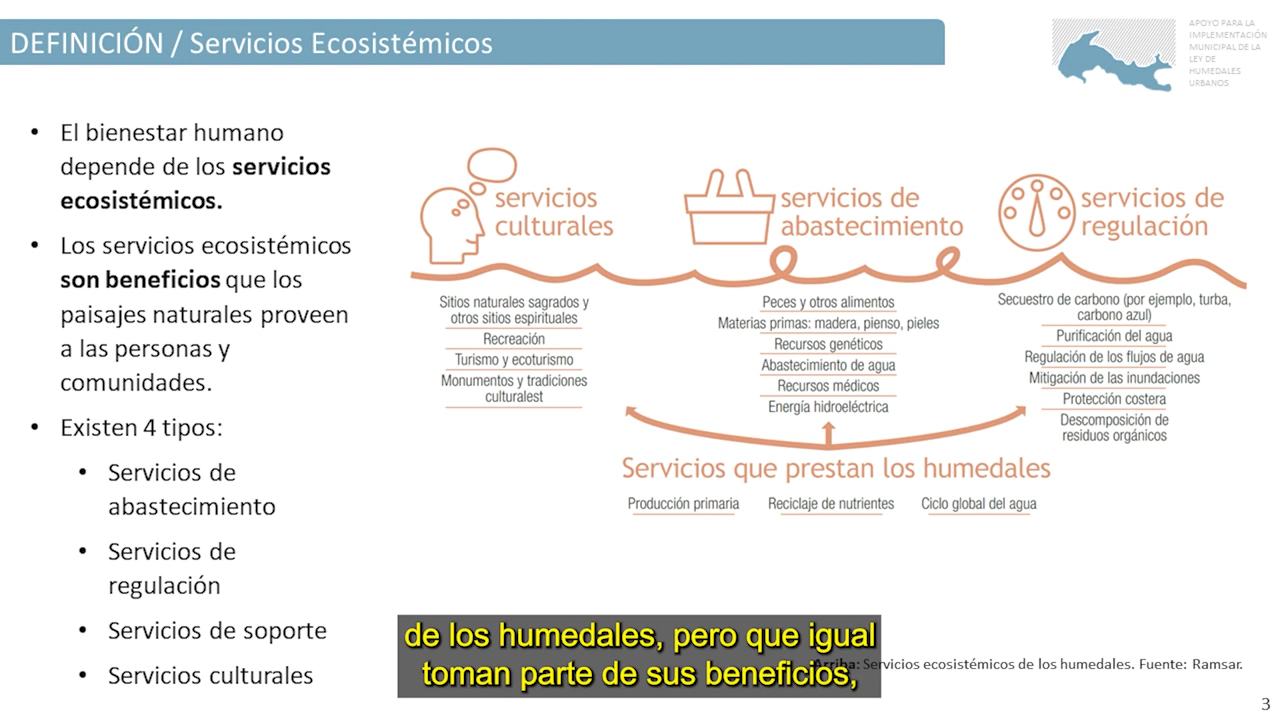 DEFINICIÓN / Servicios Ecosistémicos
APOYO PARA LA
IMPLEMENTACIÓN
MUNICIPAL DE LA
LEY DE
HUMEDALES
URBANOS
• El bienestar humano
depende de los servicios
ecosistémicos.
• Los servicios ecosistémicos
son beneficios que los
paisajes naturales proveen
a las personas y
comunidades.
• Existen 4 tipos:
• Servicios de
abastecimiento
• Servicios de
regulación
• Servicios de soporte
• Servicios culturales
servicios
culturales
Sitios naturales sagrados y
otros sitios espirituales
Recreación
Turismo y ecoturismo
Monumentos y tradiciones
culturalest
servicios de
abastecimiento
Peces y otros alimentos
Materias primas: madera, pienso, pieles
Recursos genéticos
Abastecimiento de agua
Recursos médicos
Energía hidroeléctrica
servicios de
regulación
Secuestro de carbono (por ejemplo, turba,
carbono azul)
Purificación del agua
Regulación de los flujos de agua
Mitigación de las inundaciones
Protección costera
Descomposición de
residuos orgánicos
Servicios que prestan los humedales
Producción primaria
Reciclaje de nutrientes
Ciclo global del agua
de los humedales, pero que igual
toman parte de sus beneficios,
Arriba: Servicios ecosistémicos de los humedales. Fuente: Ramsar.
3